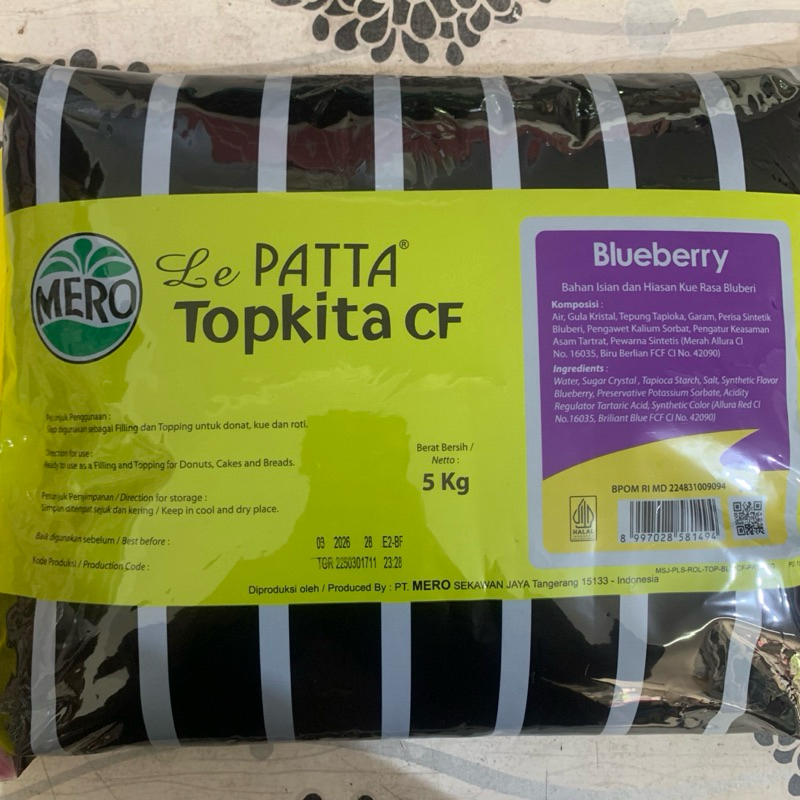 MERO
Le PATTA®
Topkita CF
Petunjuk Penggunaan :
Siap digunakan sebagai Filling dan Topping untuk donat, kue dan roti.
Direction for use :
Ready to use as a Filling and Topping for Donuts, Cakes and Breads.
Petunjuk Penyimpanan / Direction for storage :
Simpan ditempat sejuk dan kering / Keep in cool and dry place.
Baik digunakan sebelum / Best before :
03 2026 28 E2-BF
Kode Produksi / Production Code :
TGR 2250301711 23:28
Berat Bersih /
Netto :
5 Kg
Diproduksi oleh / Produced By : PT. MERO SEKAWAN JAYA Tangerang 15133 - Indonesia
Blueberry
Bahan Isian dan Hiasan Kue Rasa Bluberi
Komposisi :
Air, Gula Kristal, Tepung Tapioka, Garam, Perisa Sintetik
Bluberi, Pengawet Kalium Sorbat, Pengatur Keasaman
Asam Tartrat, Pewarna Sintetis (Merah Allura CI
No. 16035, Biru Berlian FCF CI No. 42090)
Ingredients :
Water, Sugar Crystal , Tapioca Starch, Salt, Synthetic Flavor
Blueberry, Preservative Potassium Sorbate, Acidity
Regulator Tartaric Acid, Synthetic Color (Allura Red CI
No.16035, Briliant Blue FCF CI No. 42090)
BPOM RI MD 224831009094
HALAL
8 997028 581494